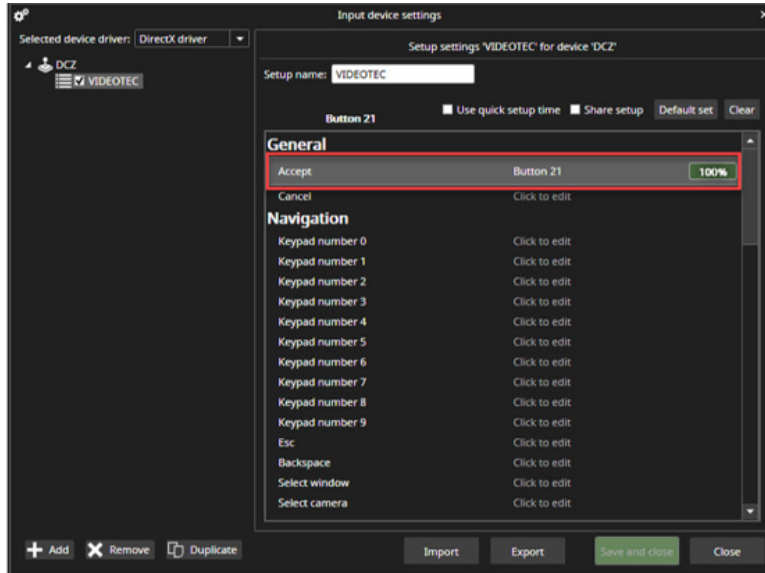 Input device settings
Selected device driver: DirectX driver
DCZ
VIDEOTEC
Setup settings 'VIDEOTEC' for device 'DCZ'
Setup name: VIDEOTEC
Button 21
Use quick setup time Share setup Default set Clear
General
Accept Button 21 100%
Cancel Click to edit
Navigation
Keypad number 0 Click to edit
Keypad number 1 Click to edit
Keypad number 2 Click to edit
Keypad number 3 Click to edit
Keypad number 4 Click to edit
Keypad number 5 Click to edit
Keypad number 6 Click to edit
Keypad number 7 Click to edit
Keypad number 8 Click to edit
Keypad number 9 Click to edit
Esc Click to edit
Backspace Click to edit
Select window Click to edit
Select camera Click to edit
Add Remove Duplicate Import Export Save and close Close